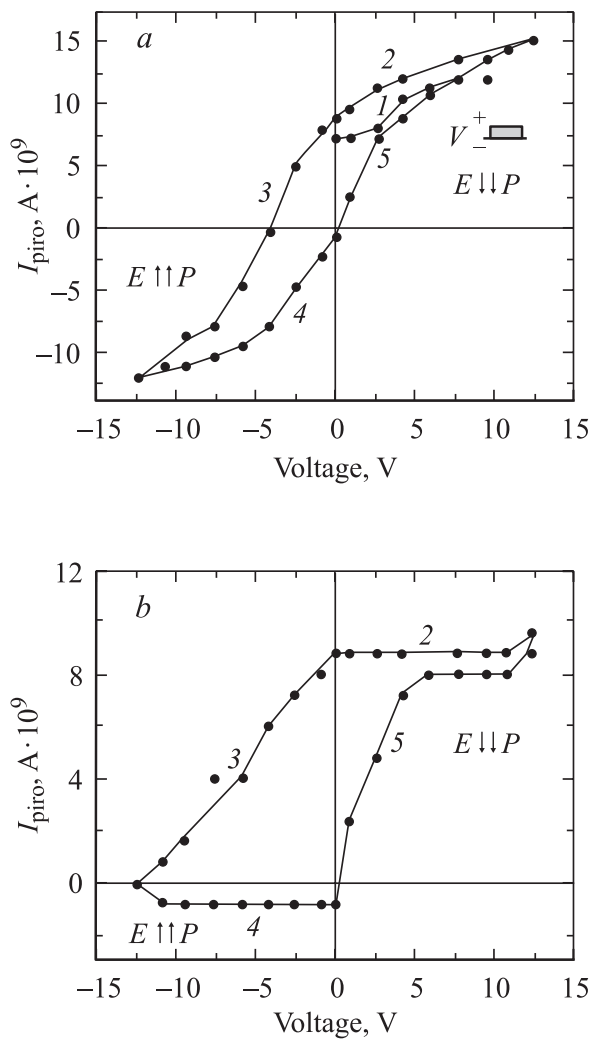 a
15
10
5
0
−5
−10
I_piro, A · 10^9
2
1
5
3
4
V + −
E ↓↓ P
E ↑↑ P
−15 −10 −5 0 5 10 15
Voltage, V
b
12
8
4
0
I_piro, A · 10^9
2
3
5
4
E ↓↓ P
E ↑↑ P
−15 −10 −5 0 5 10 15
Voltage, V